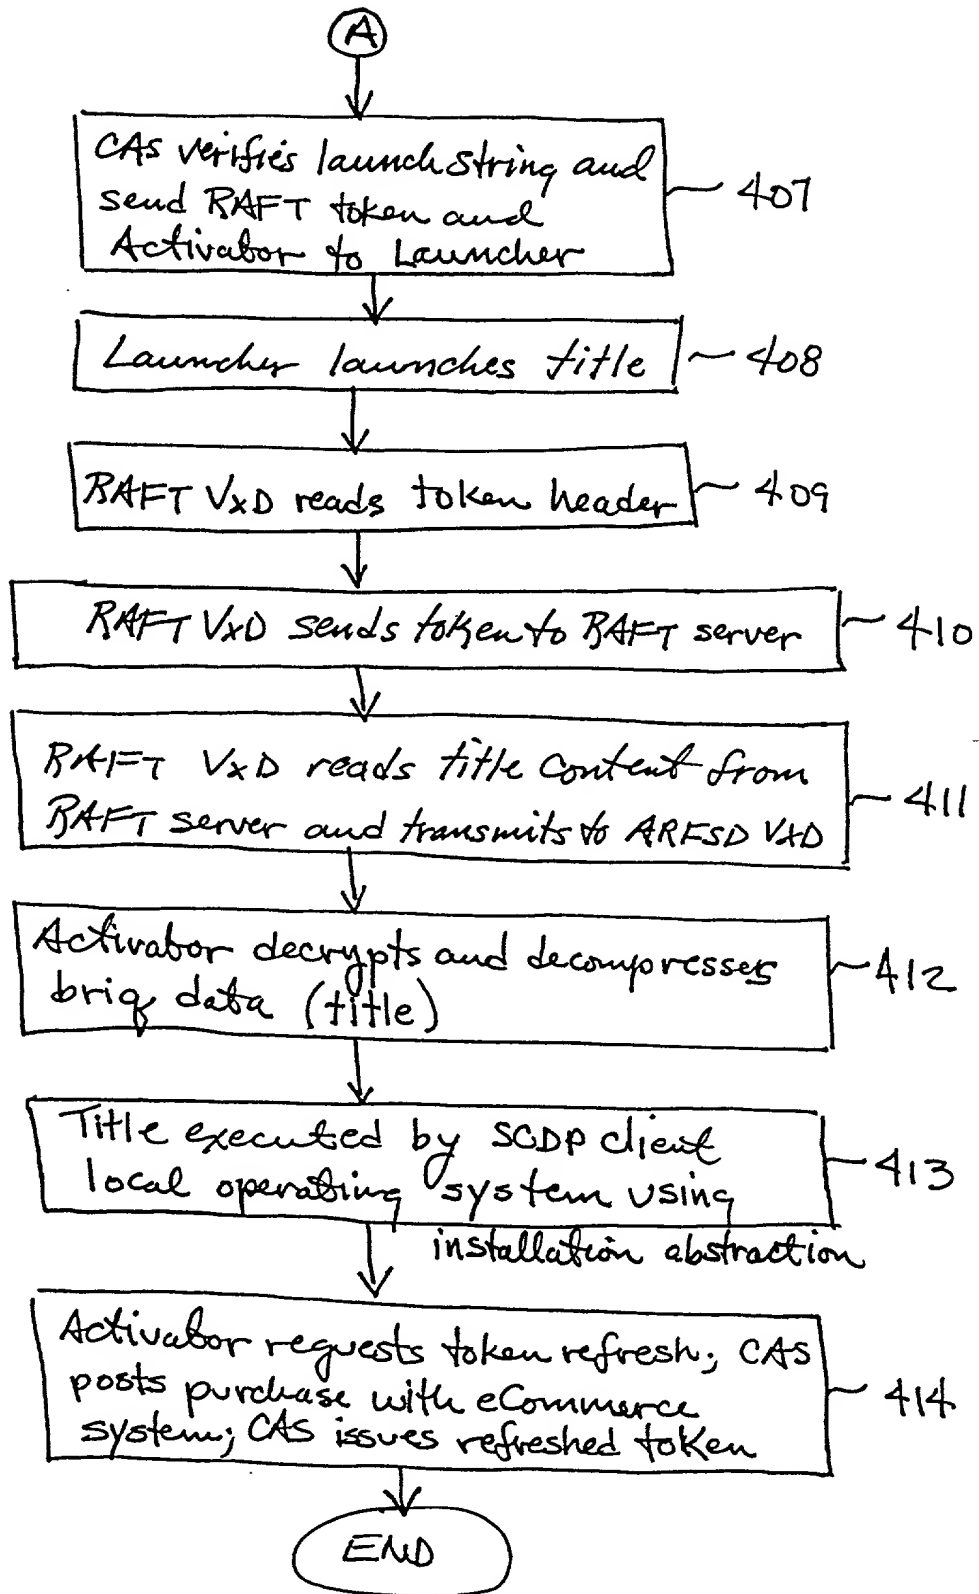 A
CAS verifies launch string and
send RAFT token and
Activator to Launcher
407
Launcher launches title
408
RAFT VxD reads token header
409
RAFT VxD sends token to RAFT server
410
RAFT VxD reads title content from
RAFT server and transmits to ARFSD VXD
411
Activator decrypts and decompresses
briq data (title)
412
Title executed by SCDP client
local operating system using
installation abstraction
413
Activator requests token refresh; CAS
posts purchase with eCommerce
system; CAS issues refreshed token
414
END